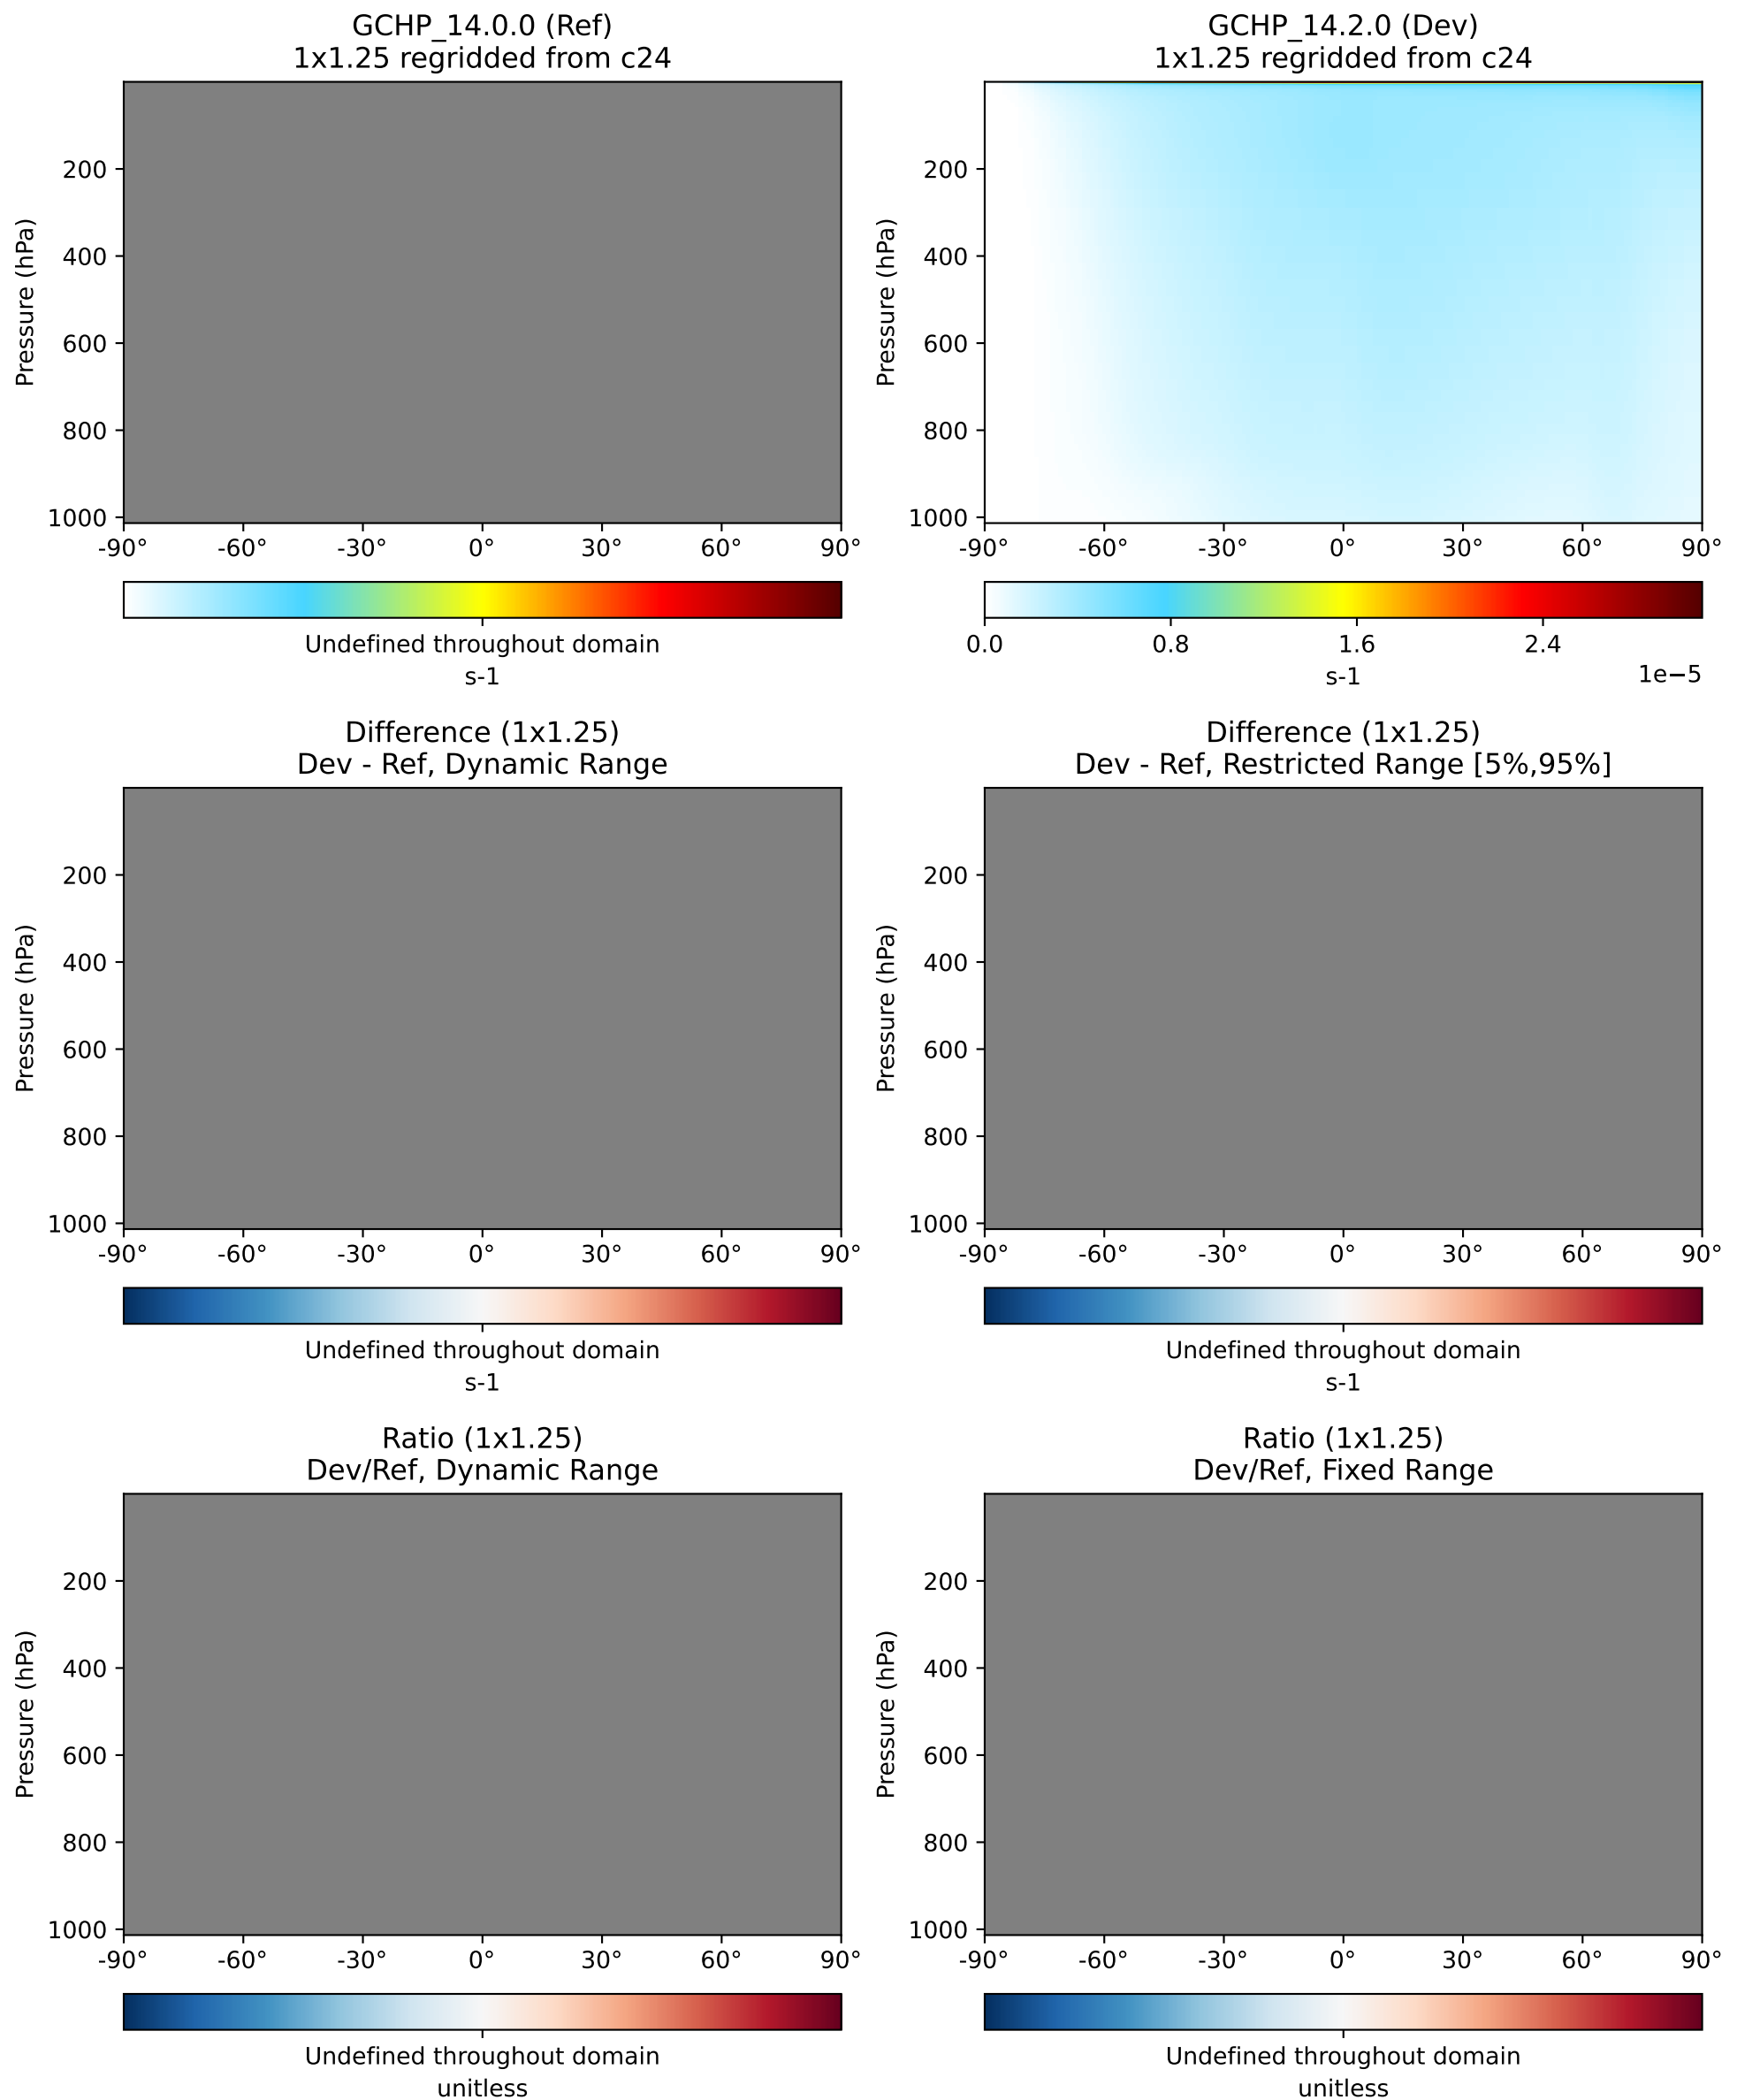 GCHP_14.0.0 (Ref)
1x1.25 regridded from c24
Pressure (hPa)
200
400
600
800
1000
-90° -60° -30° 0° 30° 60° 90°
Undefined throughout domain
s-1
GCHP_14.2.0 (Dev)
1x1.25 regridded from c24
Pressure (hPa)
200
400
600
800
1000
-90° -60° -30° 0° 30° 60° 90°
0.0 0.8 1.6 2.4
s-1 1e−5
Difference (1x1.25)
Dev - Ref, Dynamic Range
Pressure (hPa)
200
400
600
800
1000
-90° -60° -30° 0° 30° 60° 90°
Undefined throughout domain
s-1
Difference (1x1.25)
Dev - Ref, Restricted Range [5%,95%]
Pressure (hPa)
200
400
600
800
1000
-90° -60° -30° 0° 30° 60° 90°
Undefined throughout domain
s-1
Ratio (1x1.25)
Dev/Ref, Dynamic Range
Pressure (hPa)
200
400
600
800
1000
-90° -60° -30° 0° 30° 60° 90°
Undefined throughout domain
unitless
Ratio (1x1.25)
Dev/Ref, Fixed Range
Pressure (hPa)
200
400
600
800
1000
-90° -60° -30° 0° 30° 60° 90°
Undefined throughout domain
unitless